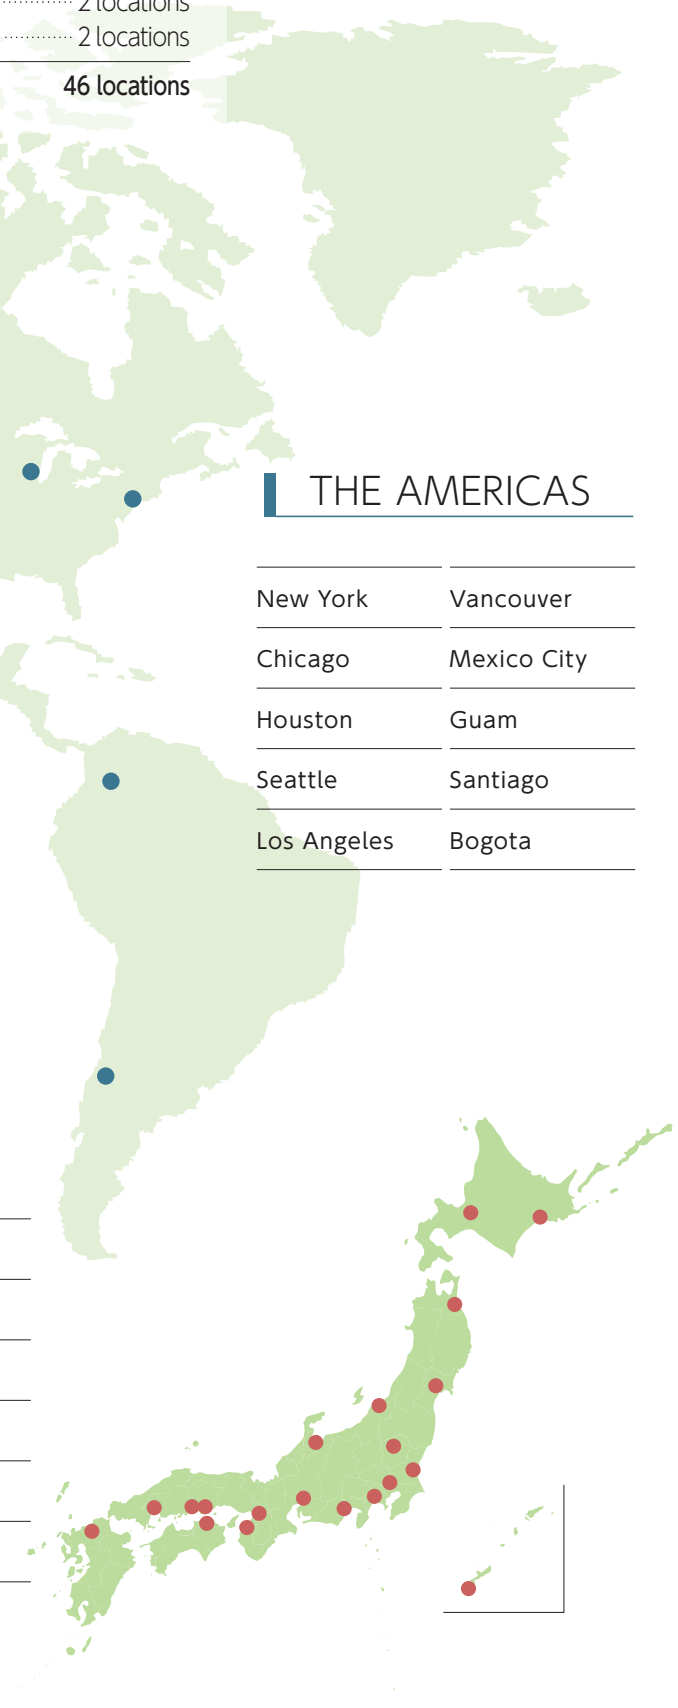 2 locations
2 locations
46 locations
THE AMERICAS
New York Vancouver
Chicago Mexico City
Houston Guam
Seattle Santiago
Los Angeles Bogota